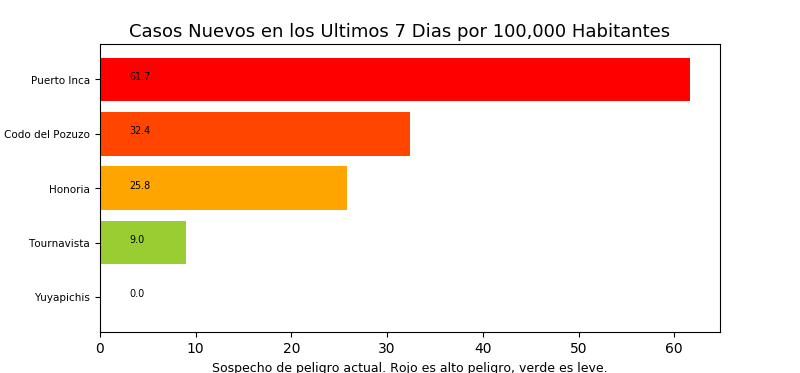 Casos Nuevos en los Ultimos 7 Dias por 100,000 Habitantes
Puerto Inca 61.7
Codo del Pozuzo 32.4
Honoria 25.8
Tournavista 9.0
Yuyapichis 0.0
0 10 20 30 40 50 60
Sospecho de peligro actual. Rojo es alto peligro, verde es leve.